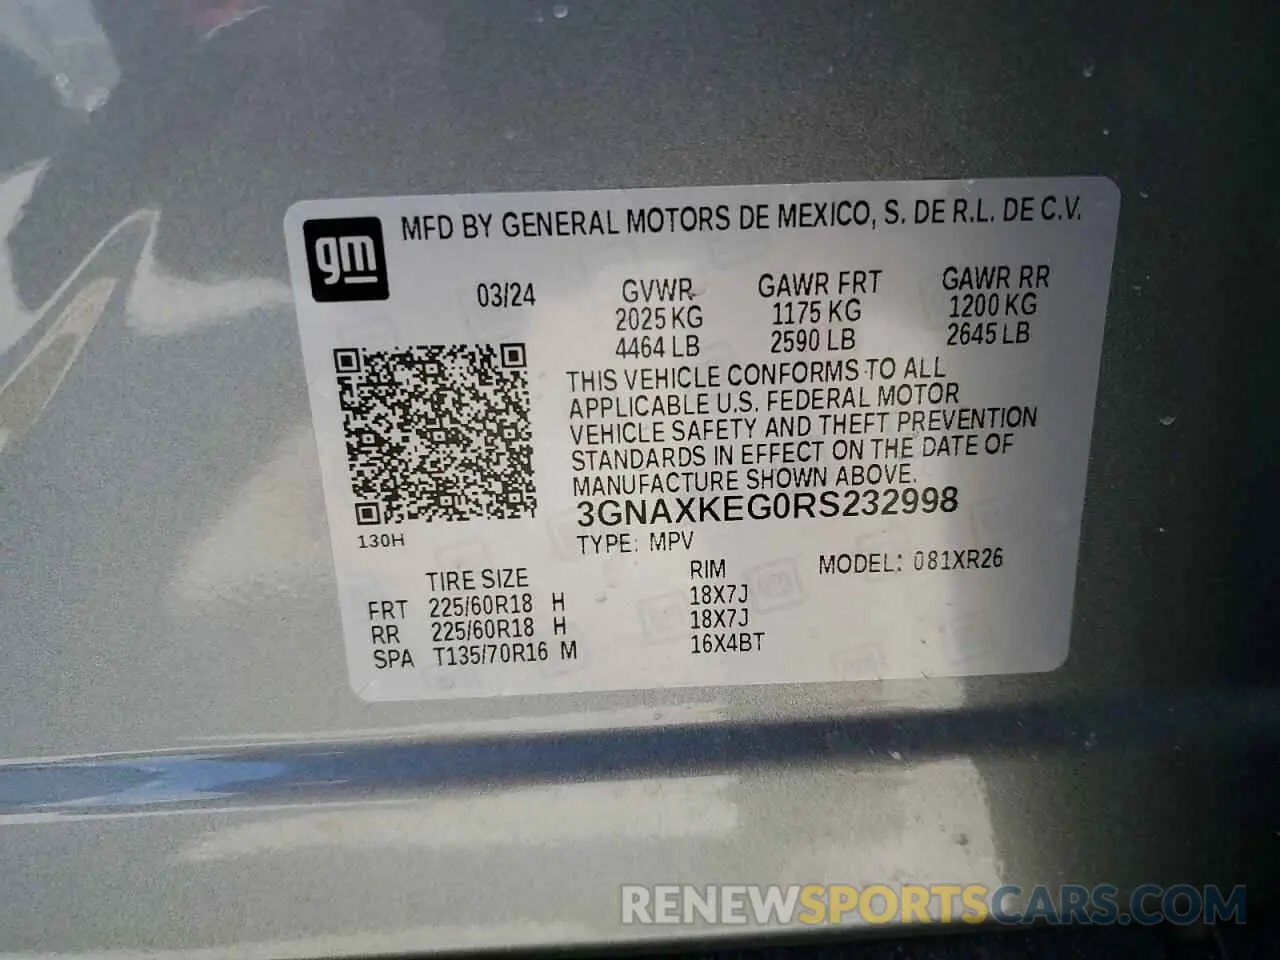 gm
MFD BY GENERAL MOTORS DE MEXICO, S. DE R.L. DE C.V.
03/24 GVWR GAWR FRT GAWR RR
2025 KG 1175 KG 1200 KG
4464 LB 2590 LB 2645 LB
THIS VEHICLE CONFORMS TO ALL
APPLICABLE U.S. FEDERAL MOTOR
VEHICLE SAFETY AND THEFT PREVENTION
STANDARDS IN EFFECT ON THE DATE OF
MANUFACTURE SHOWN ABOVE.
3GNAXKEG0RS232998
130H
TYPE: MPV
MODEL: 081XR26
TIRE SIZE RIM
FRT 225/60R18 H 18X7J
RR 225/60R18 H 18X7J
SPA T135/70R16 M 16X4BT
RENEWSPORTSCARS.COM